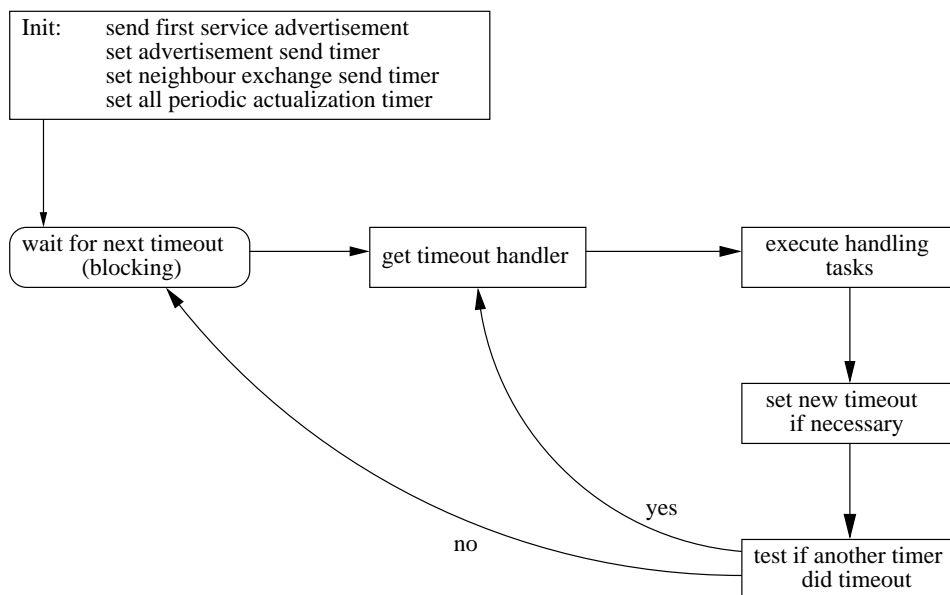 Init: send first service advertisement
set advertisement send timer
set neighbour exchange send timer
set all periodic actualization timer
wait for next timeout
(blocking)
get timeout handler
execute handling
tasks
set new timeout
if necessary
yes
no
test if another timer
did timeout